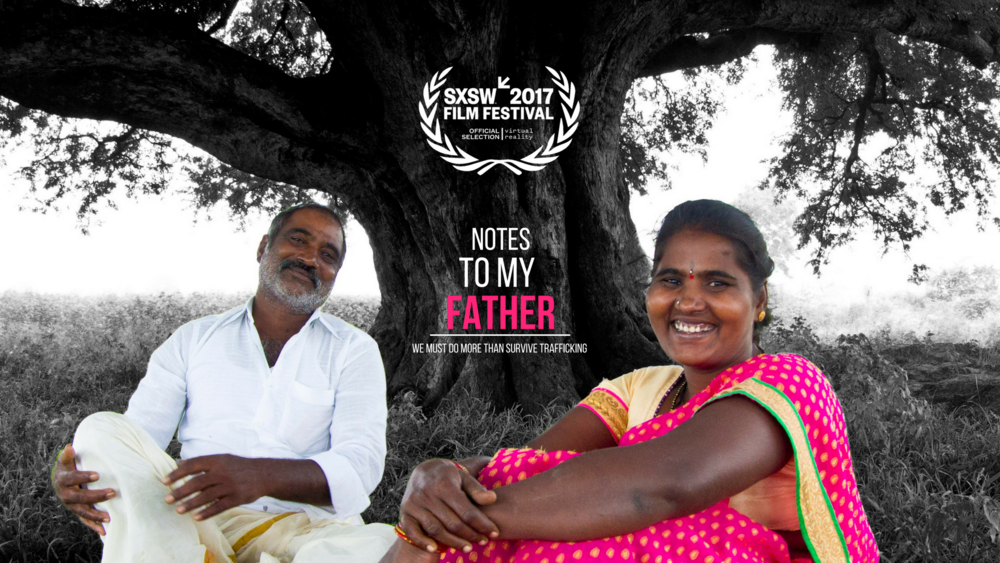 SXSW 2017
FILM FESTIVAL
OFFICIAL SELECTION | virtual reality
NOTES
TO MY
FATHER
WE MUST DO MORE THAN SURVIVE TRAFFICKING